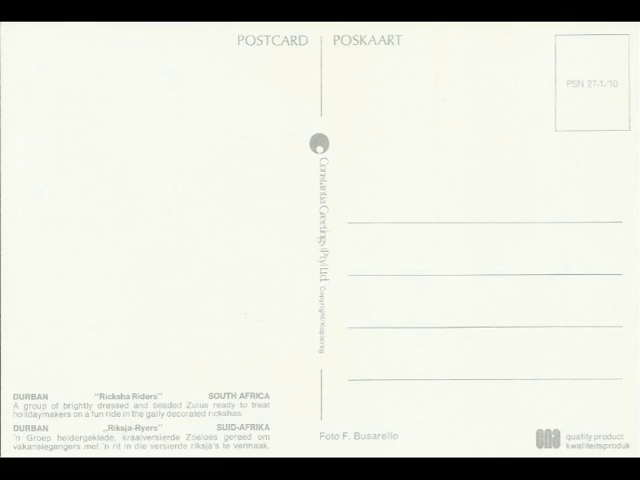 POSTCARD POSKAART
PSN 27-1/10
Constantia Greetings (Pty) Ltd. Copyright/Kopiereg
DURBAN "Ricksha Riders" SOUTH AFRICA
A group of brightly dressed and beaded Zulus ready to treat
holidaymakers on a fun ride in the gaily decorated rickshas.
DURBAN „Riksja-Ryers" SUID-AFRIKA
'n Groep heldergeklede, kraalversierde Zoeloes gereed om
vakansiegangers met 'n rit in die versierde riksja's te vermaak.
Foto F. Busarello
quality product
kwaliteitsproduk